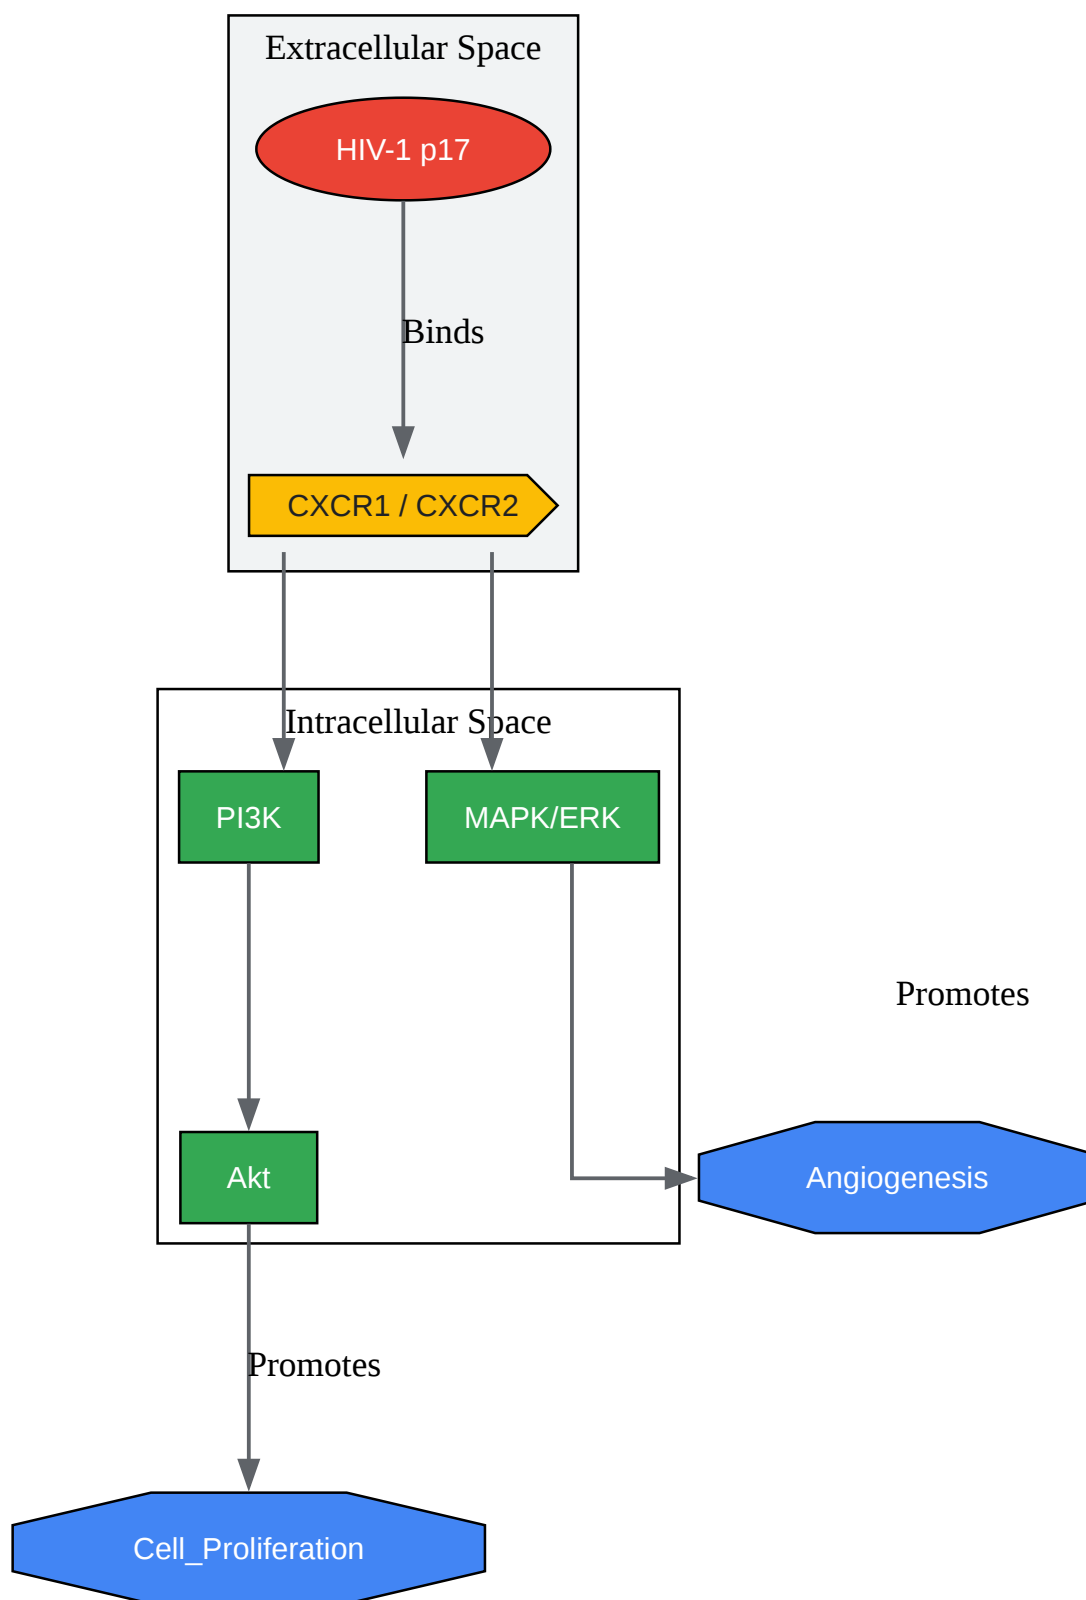 Extracellular Space
HIV-1 p17
Binds
CXCR1 / CXCR2
Intracellular Space
PI3K
MAPK/ERK
Promotes
Akt
Angiogenesis
Promotes
Cell_Proliferation